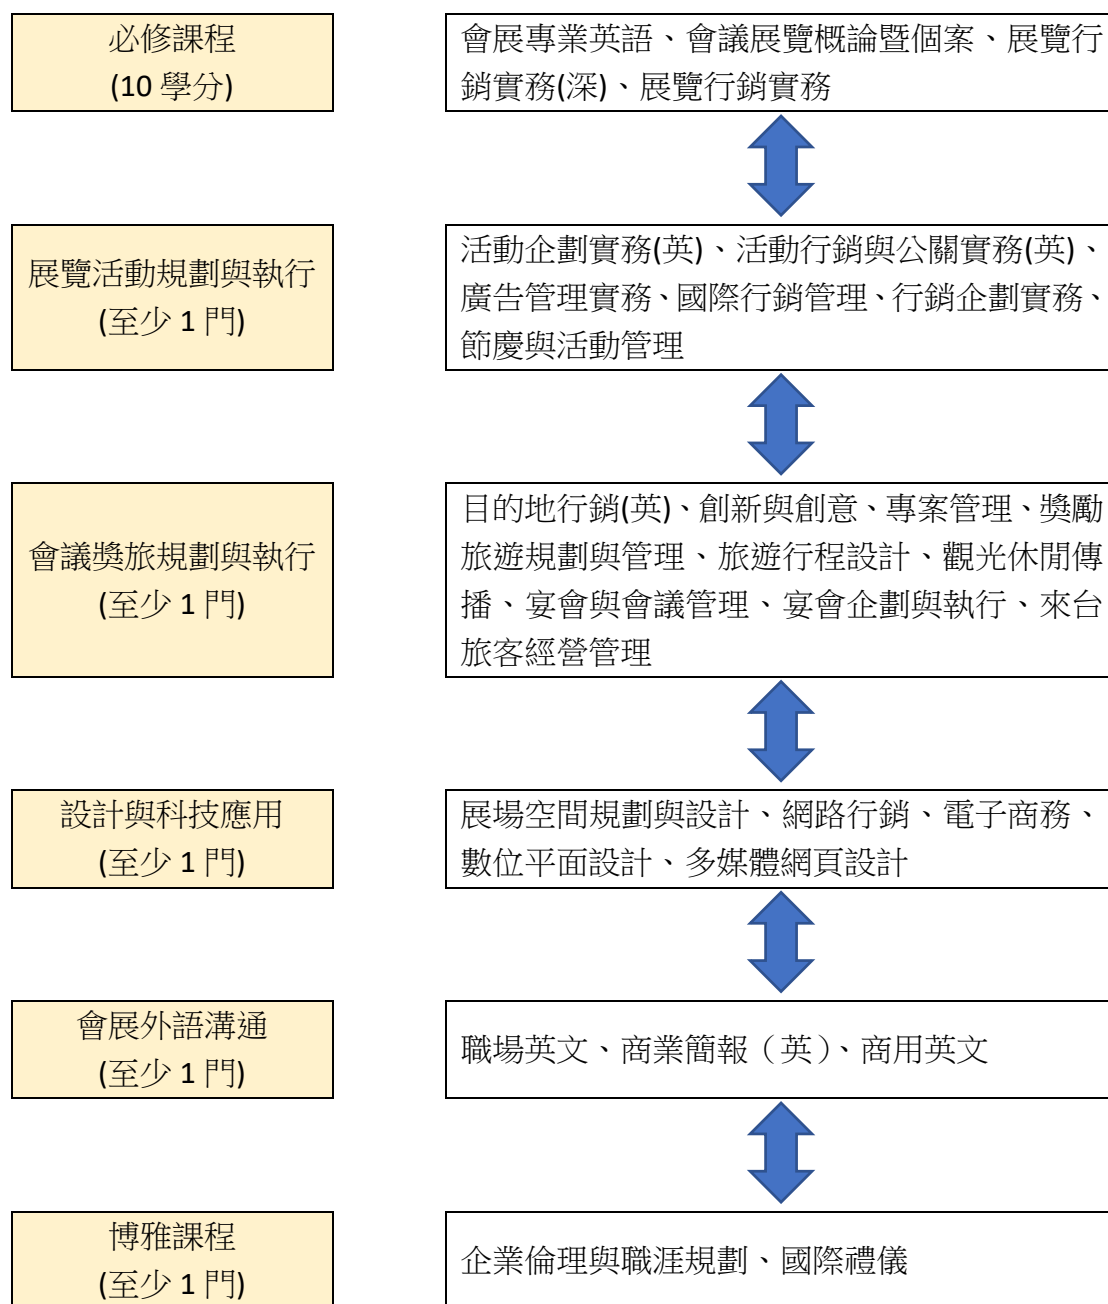 必修課程
(10 學分)
會展專業英語、會議展覽概論暨個案、展覽行
銷實務(深)、展覽行銷實務
展覽活動規劃與執行
(至少 1 門)
活動企劃實務(英)、活動行銷與公關實務(英)、
廣告管理實務、國際行銷管理、行銷企劃實務、
節慶與活動管理
會議獎旅規劃與執行
(至少 1 門)
目的地行銷(英)、創新與創意、專案管理、獎勵
旅遊規劃與管理、旅遊行程設計、觀光休閒傳
播、宴會與會議管理、宴會企劃與執行、來台
旅客經營管理
設計與科技應用
(至少 1 門)
展場空間規劃與設計、網路行銷、電子商務、
數位平面設計、多媒體網頁設計
會展外語溝通
(至少 1 門)
職場英文、商業簡報（英）、商用英文
博雅課程
(至少 1 門)
企業倫理與職涯規劃、國際禮儀